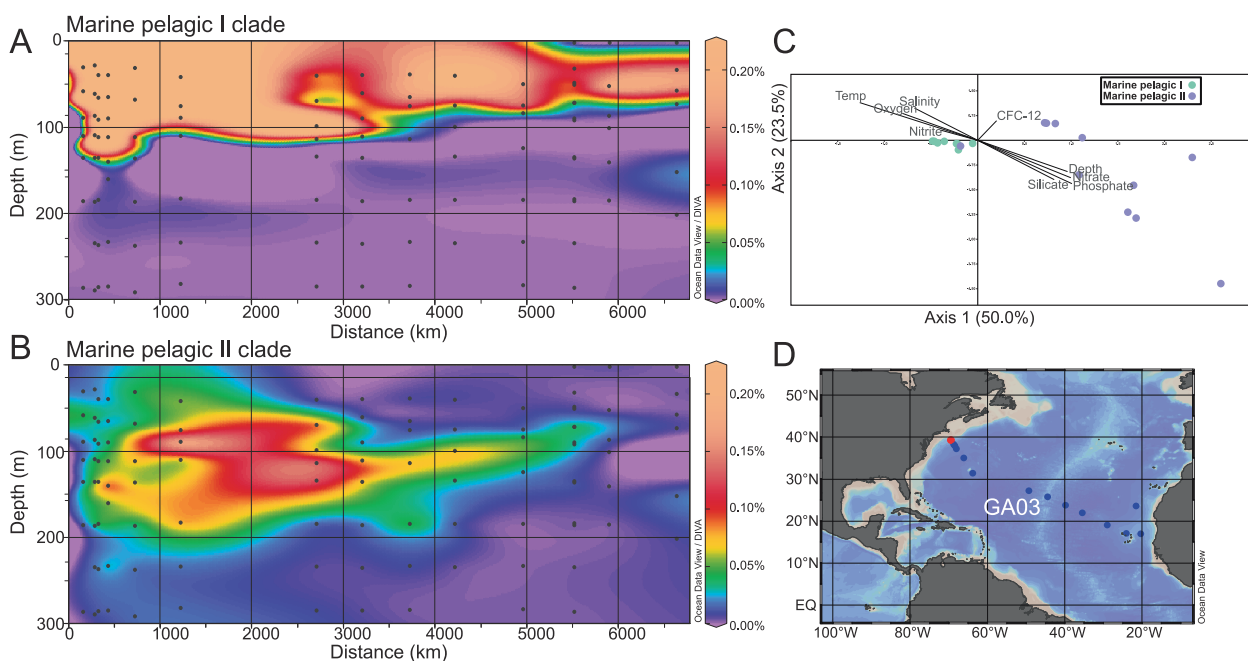 A
Marine pelagic I clade
0
100
200
300
Depth (m)
0
1000
2000
3000
4000
5000
6000
Distance (km)
Ocean Data View / DIVA
0.20%
0.15%
0.10%
0.05%
0.00%
B
Marine pelagic II clade
0
100
200
300
Depth (m)
0
1000
2000
3000
4000
5000
6000
Distance (km)
Ocean Data View / DIVA
0.20%
0.15%
0.10%
0.05%
0.00%
C
Marine pelagic I
Marine pelagic II
Temp
Salinity
Oxygen
CFC-12
Nitrite
Depth
Nitrate
Silicate
Phosphate
Axis 2 (23.5%)
Axis 1 (50.0%)
D
50°N
40°N
30°N
20°N
10°N
EQ
GA03
100°W
80°W
60°W
40°W
20°W
Ocean Data View